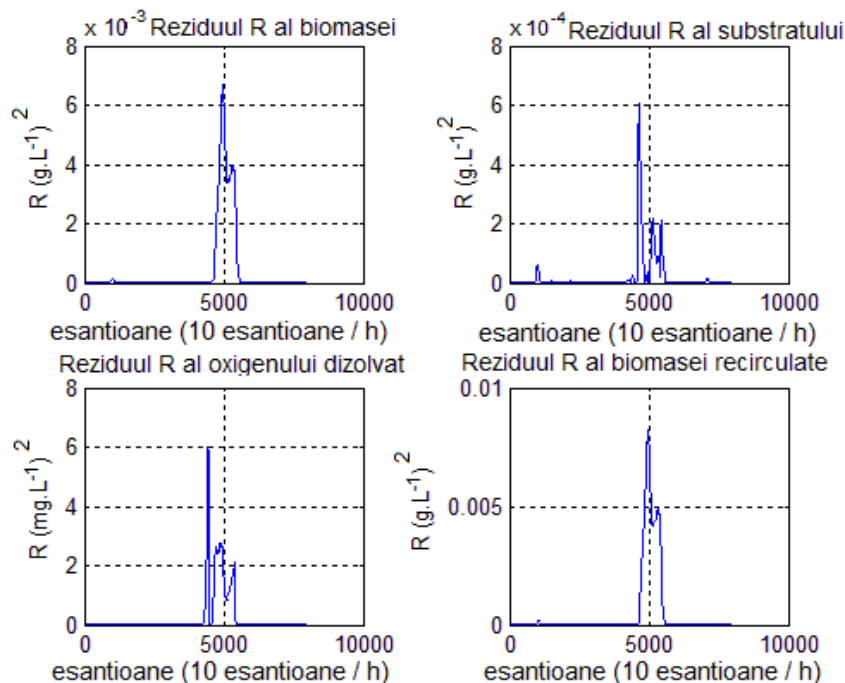 x 10-3 Reziduul R al biomasei
8
6
4
2
0
R (g.L-1) 2
0 5000 10000
esantioane (10 esantioane / h)
x 10-4 Reziduul R al substratului
8
6
4
2
0
R (g.L-1) 2
0 5000 10000
esantioane (10 esantioane / h)
Reziduul R al oxigenului dizolvat
8
6
4
2
0
R (mg.L-1) 2
0 5000 10000
esantioane (10 esantioane / h)
Reziduul R al biomasei recirculate
0.01
0.005
0
R (g.L-1) 2
0 5000 10000
esantioane (10 esantioane / h)